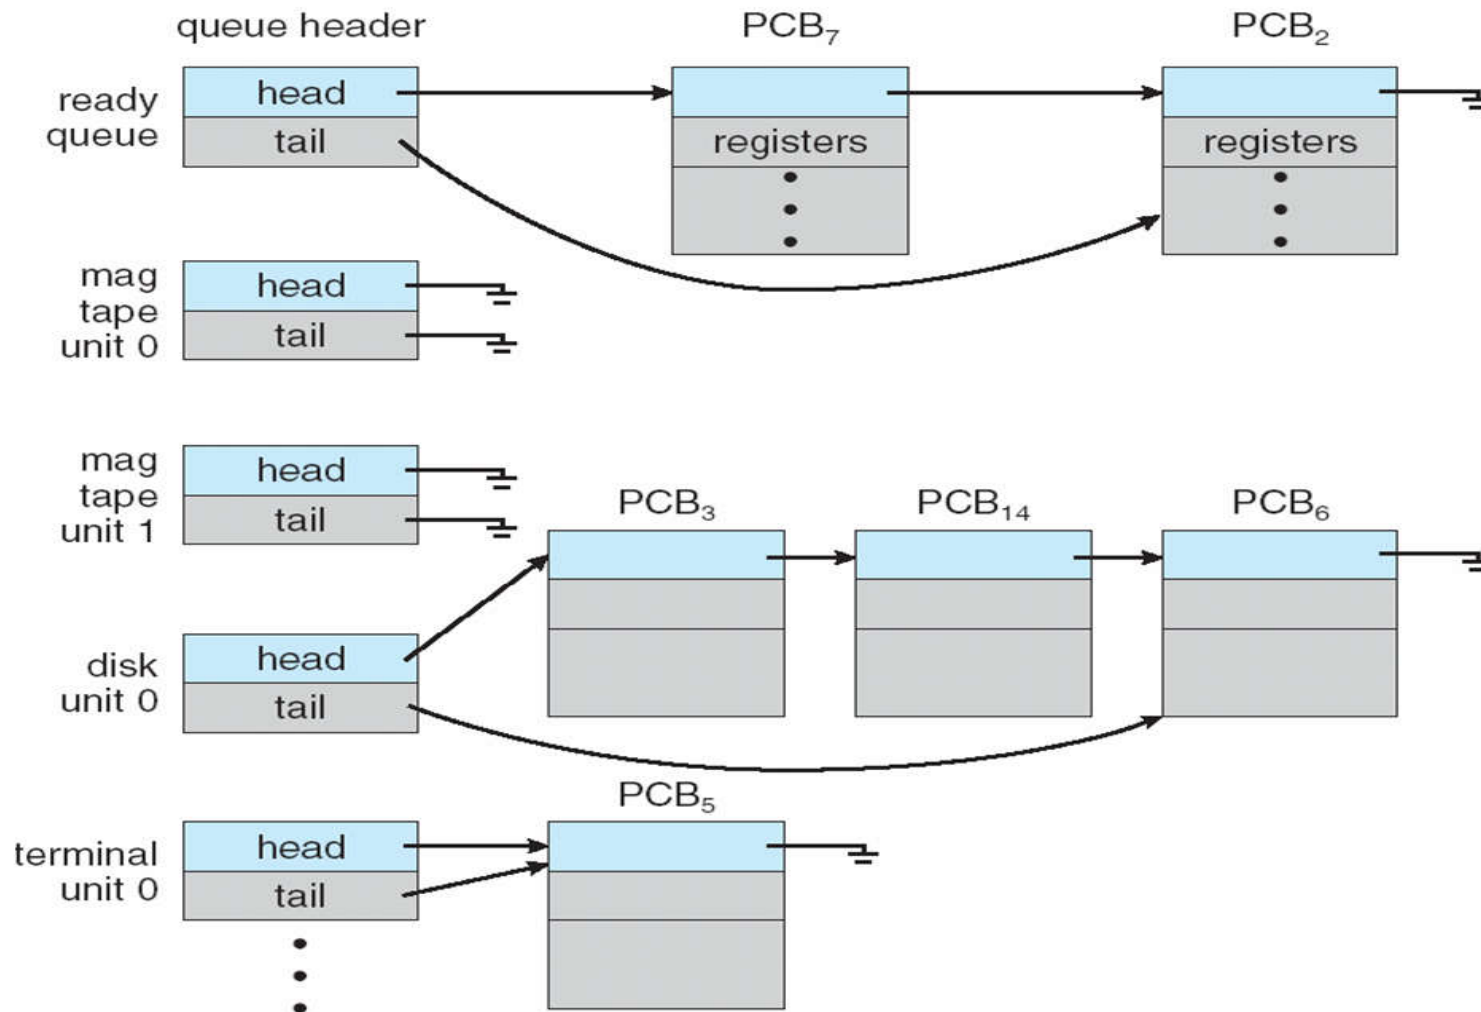 queue header
PCB₇
PCB₂
ready
queue
head
tail
registers
registers
mag
tape
unit 0
head
tail
mag
tape
unit 1
head
tail
PCB₃
PCB₁₄
PCB₆
disk
unit 0
head
tail
PCB₅
terminal
unit 0
head
tail